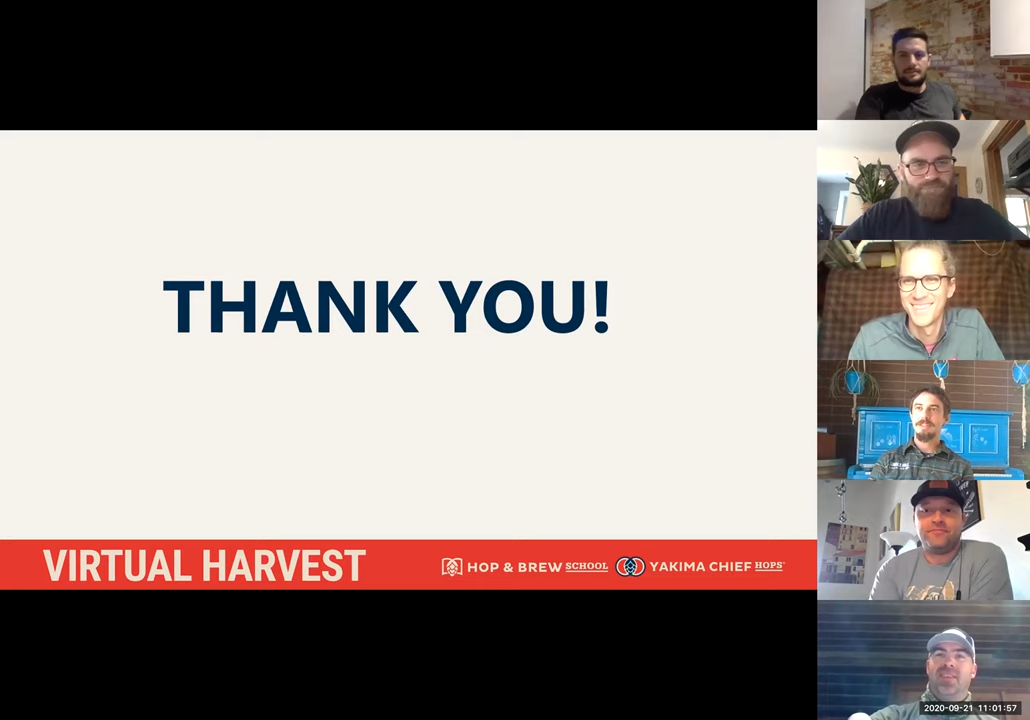 THANK YOU!
VIRTUAL HARVEST
HOP & BREW SCHOOL
YAKIMA CHIEF HOPS®
2020-09-21 11:01:57